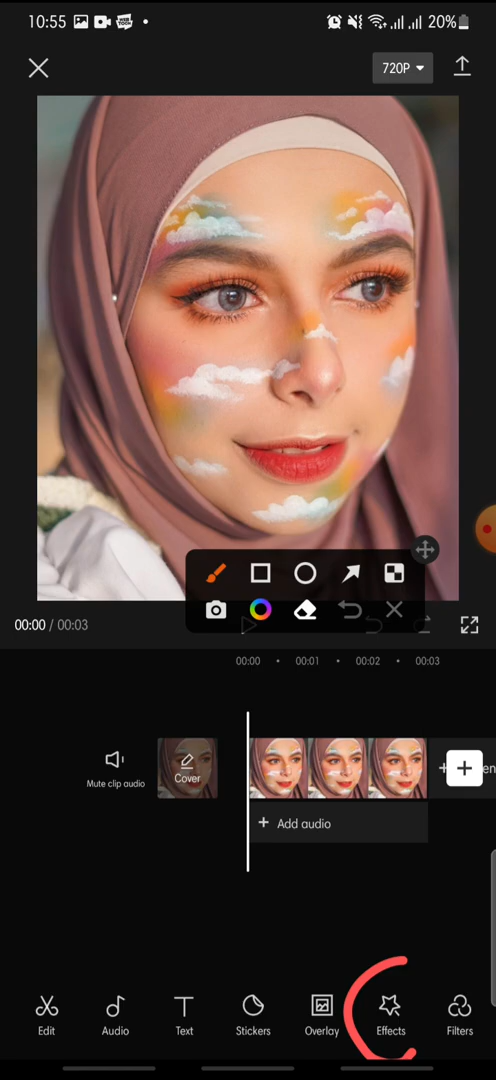 10:55
20%
720P
00:00 / 00:03
00:00 • 00:01 • 00:02 • 00:03
Mute clip audio
Cover
+ Add audio
Edit Audio Text Stickers Overlay Effects Filters